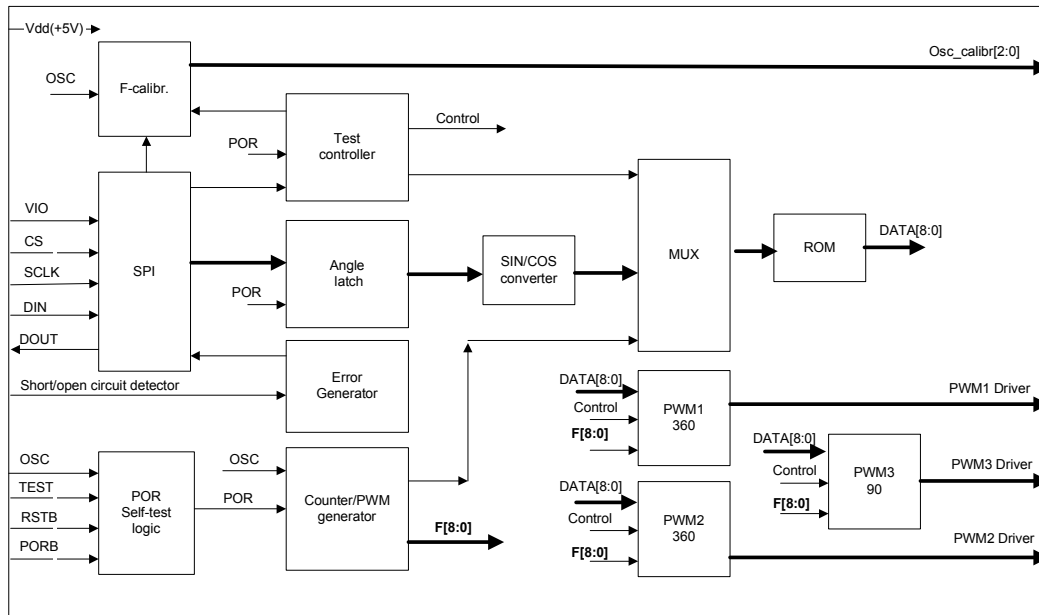 Vdd(+5V)
Osc_calibr[2:0]
OSC
F-calibr.
Control
POR
Test
controller
VIO
CS
SCLK
DIN
DOUT
SPI
POR
Angle
latch
SIN/COS
converter
MUX
ROM
DATA[8:0]
Short/open circuit detector
Error
Generator
DATA[8:0]
Control
F[8:0]
PWM1
360
PWM1 Driver
DATA[8:0]
Control
F[8:0]
PWM3
90
PWM3 Driver
OSC
TEST
RSTB
PORB
POR
Self-test
logic
OSC
POR
Counter/PWM
generator
F[8:0]
DATA[8:0]
Control
F[8:0]
PWM2
360
PWM2 Driver